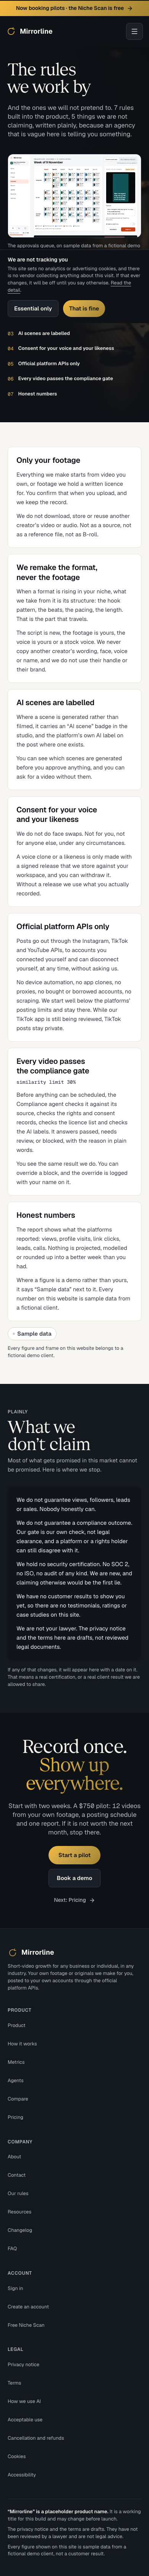 Now booking pilots · the Niche Scan is free →
Mirrorline
The rules
we work by
And the ones we will not pretend to. 7 rules
built into the product, 5 things we are not
claiming, written plainly, because an agency
that is vague here is telling you something.
The approvals queue, on sample data from a fictional demo
We are not tracking you
This site sets no analytics or advertising cookies, and there
is no vendor collecting anything about this visit. If that ever
changes, it will be off until you say otherwise. Read the
detail.
Essential only
That is fine
03 AI scenes are labelled
04 Consent for your voice and your likeness
05 Official platform APIs only
06 Every video passes the compliance gate
07 Honest numbers
Only your footage
Everything we make starts from video you
own, or footage we hold a written licence
for. You confirm that when you upload, and
we keep the record.
We do not download, store or reuse another
creator's video or audio. Not as a source, not
as a reference file, not as B-roll.
We remake the format,
never the footage
When a format is rising in your niche, what
we take from it is its structure: the hook
pattern, the beats, the pacing, the length.
That is the part that travels.
The script is new, the footage is yours, the
voice is yours or a stock voice. We never
copy another creator's wording, face, voice
or name, and we do not use their handle or
their brand.
AI scenes are labelled
Where a scene is generated rather than
filmed, it carries an "AI scene" badge in the
studio, and the platform's own AI label on
the post where one exists.
You can see which scenes are generated
before you approve anything, and you can
ask for a video without them.
Consent for your voice
and your likeness
We do not do face swaps. Not for you, not
for anyone else, under any circumstances.
A voice clone or a likeness is only made with
a signed release that we store against your
workspace, and you can withdraw it.
Without a release we use what you actually
recorded.
Official platform APIs only
Posts go out through the Instagram, TikTok
and YouTube APIs, to accounts you
connected yourself and can disconnect
yourself, at any time, without asking us.
No device automation, no app clones, no
proxies, no bought or borrowed accounts, no
scraping. We start well below the platforms'
posting limits and stay there. While our
TikTok app is still being reviewed, TikTok
posts stay private.
Every video passes
the compliance gate
similarity limit 30%
Before anything can be scheduled, the
Compliance agent checks it against its
source, checks the rights and consent
records, checks the licence list and checks
the AI labels. It answers passed, needs
review, or blocked, with the reason in plain
words.
You see the same result we do. You can
override a block, and the override is logged
with your name on it.
Honest numbers
The report shows what the platforms
reported: views, profile visits, link clicks,
leads, calls. Nothing is projected, modelled
or rounded up into a better week than you
had.
Where a figure is a demo rather than yours,
it says "Sample data" next to it. Every
number on this website is sample data from
a fictional client.
Sample data
Every figure and frame on this website belongs to a
fictional demo client.
PLAINLY
What we
don't claim
Most of what gets promised in this market cannot
be promised. Here is where we stop.
We do not guarantee views, followers, leads
or sales. Nobody honest can.
We do not guarantee a compliance outcome.
Our gate is our own check, not legal
clearance, and a platform or a rights holder
can still disagree with it.
We hold no security certification. No SOC 2,
no ISO, no audit of any kind. We are new, and
claiming otherwise would be the first lie.
We have no customer results to show you
yet, so there are no testimonials, ratings or
case studies on this site.
We are not your lawyer. The privacy notice
and the terms here are drafts, not reviewed
legal documents.
If any of that changes, it will appear here with a date on it.
That means a real certification, or a real client result we are
allowed to share.
Record once.
Show up
everywhere.
Start with two weeks. A $758 pilot: 12 videos
from your own footage, a posting schedule
and one report. If it is not worth the next
month, stop there.
Start a pilot
Book a demo
Next: Pricing →
Mirrorline
Short-video growth for any business or individual, in any
industry. Your own footage or originals we make for you,
posted to your own accounts through the official
platform APIs.
PRODUCT
Product
How it works
Metrics
Agents
Compare
Pricing
COMPANY
About
Contact
Our rules
Resources
Changelog
FAQ
ACCOUNT
Sign in
Create an account
Free Niche Scan
LEGAL
Privacy notice
Terms
How we use AI
Acceptable use
Cancellation and refunds
Cookies
Accessibility
"Mirrorline" is a placeholder product name. It is a working
title for this build and may change before launch.
The privacy notice and the terms are drafts. They have not
been reviewed by a lawyer and are not legal advice.
Every figure shown on this site is sample data from a
fictional demo client, not a customer result.